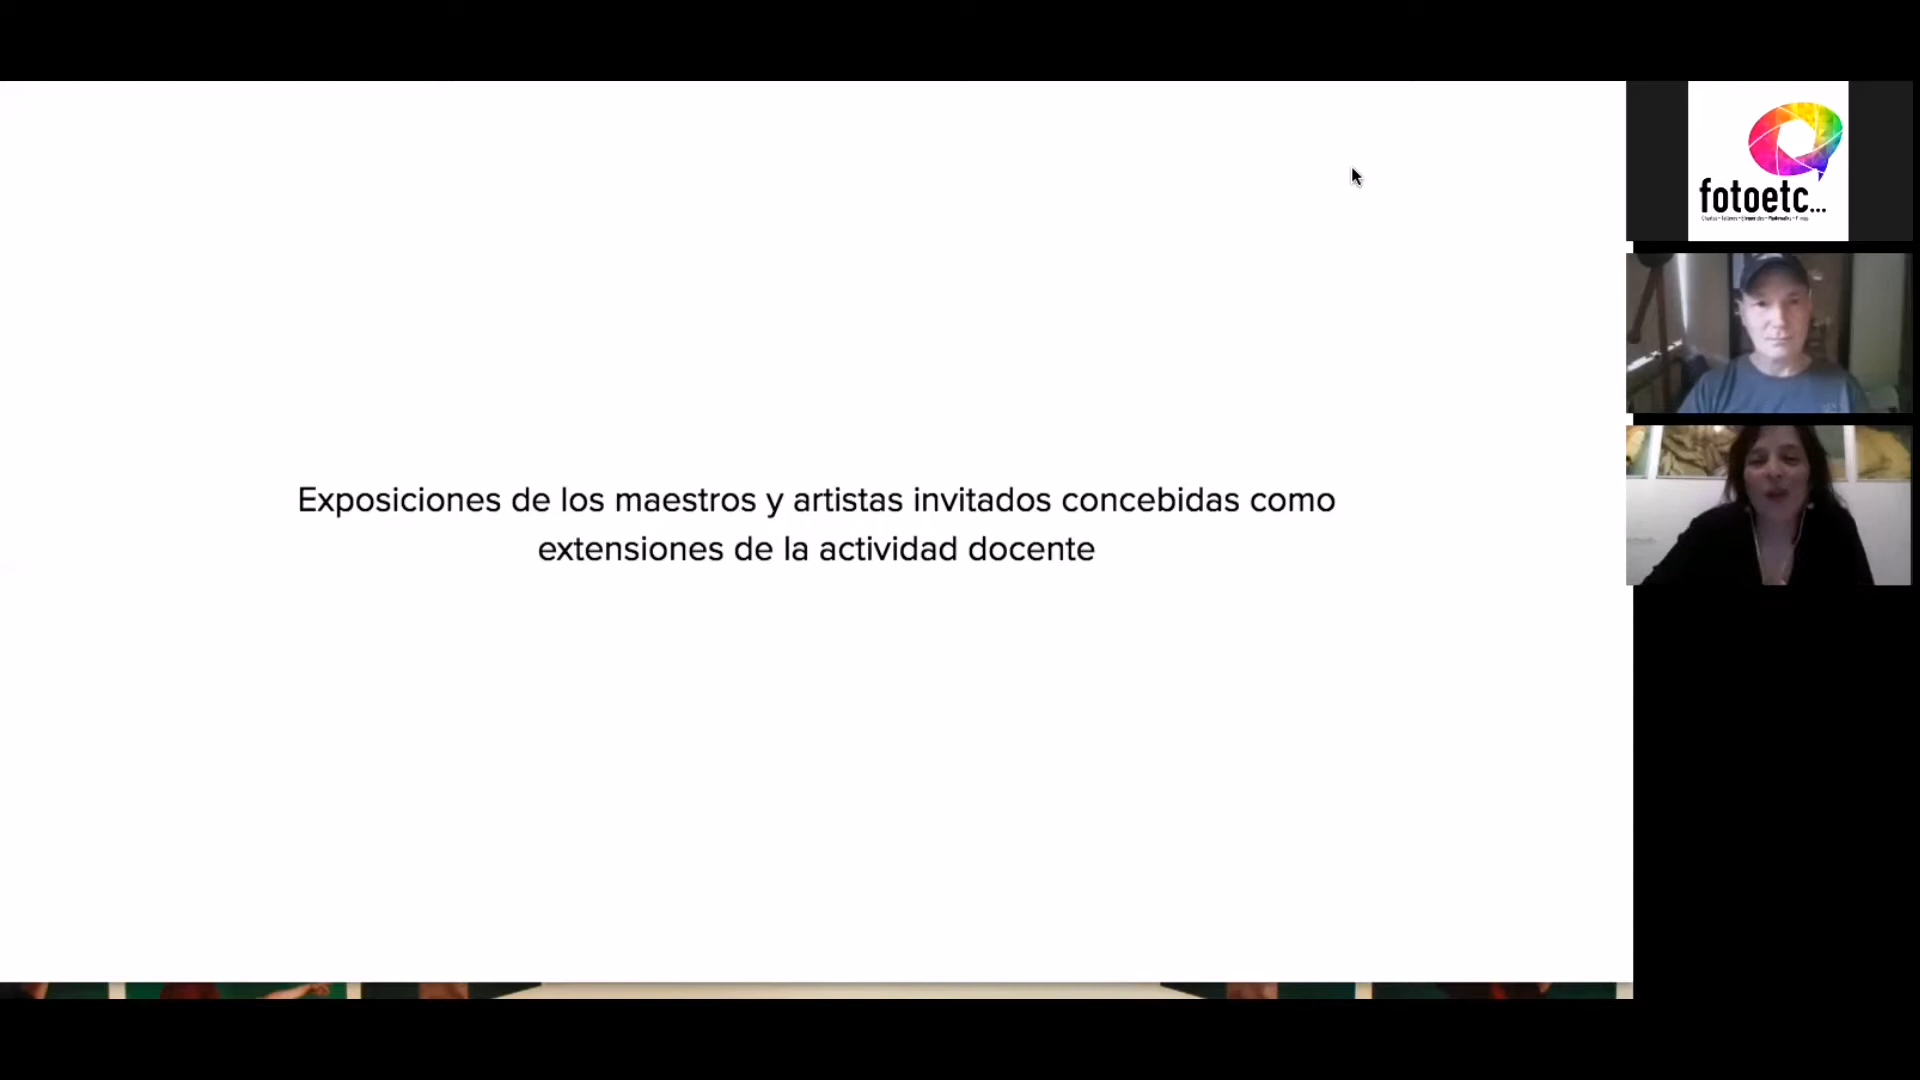 Exposiciones de los maestros y artistas invitados concebidas como
extensiones de la actividad docente
fotoetc...